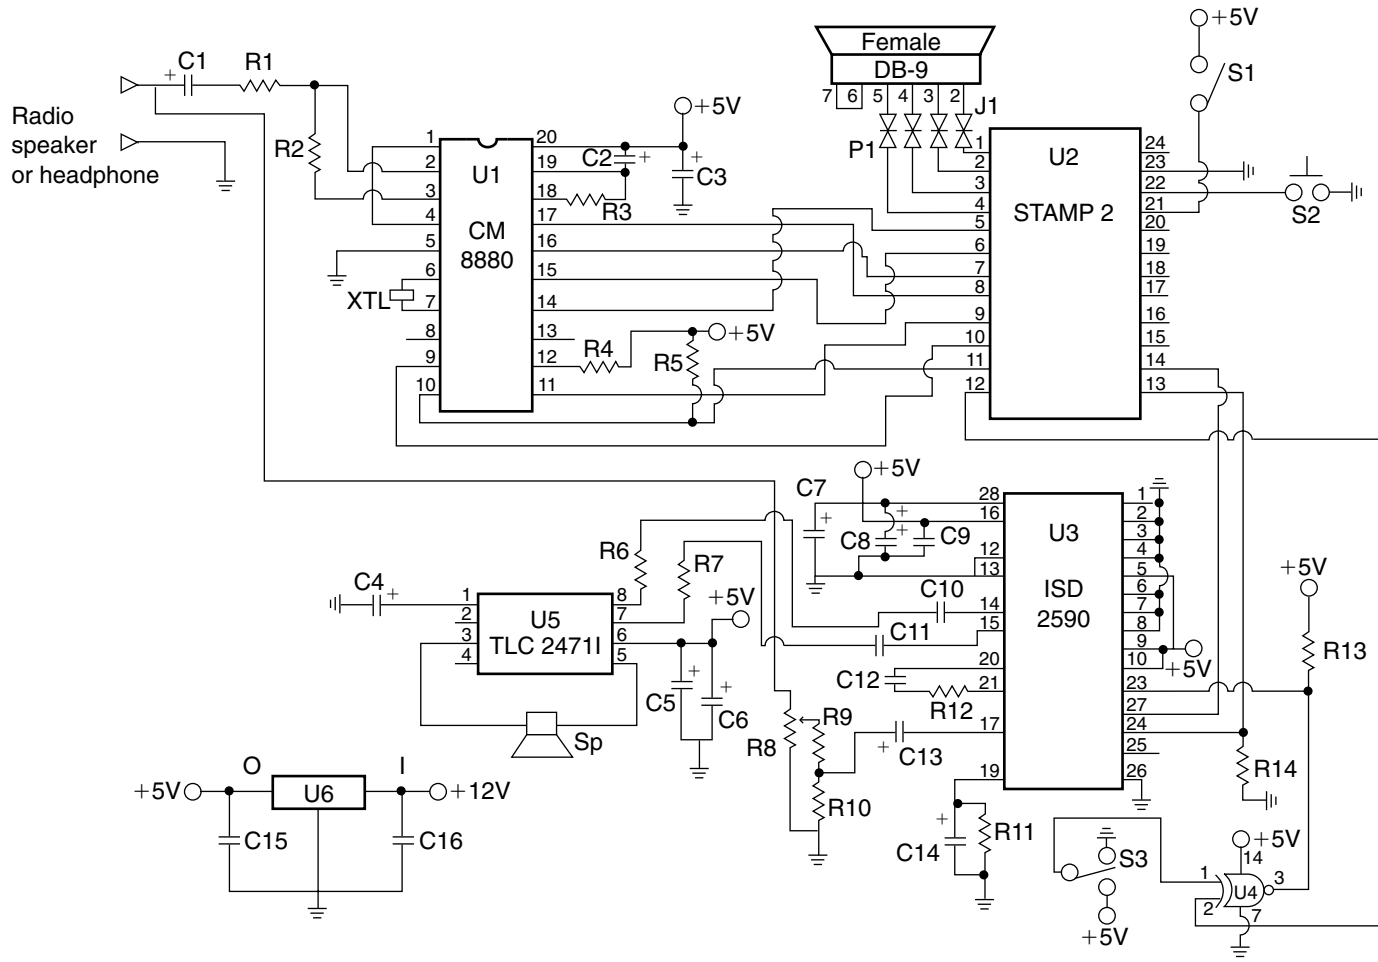 Female
DB-9
7 6 5 4 3 2
J1
P1
+5V
S1
C1
R1
Radio
speaker
or headphone
R2
+5V
C2 +
+
C3
R3
U1
CM
8880
1 20
2 19
3 18
4 17
5 16
6 15
7 14
8 13
9 12
10 11
XTL
R4
R5
+5V
U2
STAMP 2
1 24
2 23
3 22
4 21
5 20
6 19
7 18
8 17
9 16
10 15
11 14
12 13
S2
+5V
C7
+
C8
+
+
C9
U3
ISD
2590
28 1
16 2
3
12 4
13 5
6
14 7
15 8
9
20 10
21 23
27
17 24
25
19 26
+5V
+5V
R13
R6
R7
C4
+
U5
TLC 2471I
1 8
2 7
3 6
4 5
+5V
C10
C11
C12
R12
C5
+
C6
+
Sp
R8
R9
R10
+
C13
R14
+5V
O
U6
I
+12V
C15
C16
+
C14
R11
S3
+5V
+5V
14
1
2
U4
3
7